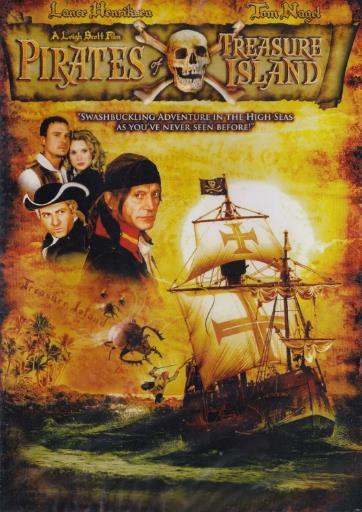 Lance Henriksen Tom Nagel
A Leigh Scott Film
PIRATES of TREASURE ISLAND
"SWASHBUCKLING ADVENTURE IN THE HIGH SEAS
AS YOU'VE NEVER SEEN BEFORE!"
Treasure Island